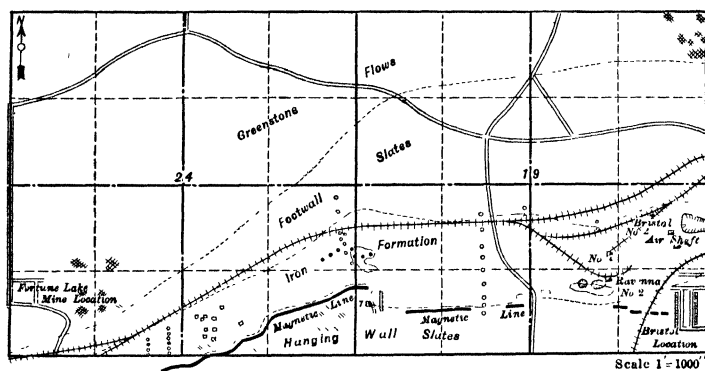 N
Flows
Greenstone
Slates
24
19
Footwall
Bristol
No 2
Air Shaft
Formation
No
Iron
Ravenna
No 2
Fortune Lake
Mine Location
Magnetic Line
Magnetic
Line
Hanging Wall Slates
Bristol
Location
Scale 1"=1000'